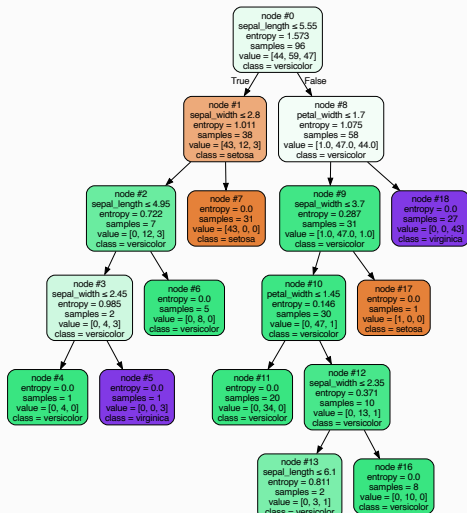 node #0
sepal_length ≤ 5.55
entropy = 1.573
samples = 96
value = [44, 59, 47]
class = versicolor
True
False
node #1
sepal_width ≤ 2.8
entropy = 1.011
samples = 38
value = [43, 12, 3]
class = setosa
node #8
petal_width ≤ 1.7
entropy = 1.075
samples = 58
value = [1.0, 47.0, 44.0]
class = versicolor
node #2
sepal_length ≤ 4.95
entropy = 0.722
samples = 7
value = [0, 12, 3]
class = versicolor
node #7
entropy = 0.0
samples = 31
value = [43, 0, 0]
class = setosa
node #9
sepal_width ≤ 3.7
entropy = 0.287
samples = 31
value = [1.0, 47.0, 1.0]
class = versicolor
node #18
entropy = 0.0
samples = 27
value = [0, 0, 43]
class = virginica
node #3
sepal_width ≤ 2.45
entropy = 0.985
samples = 2
value = [0, 4, 3]
class = versicolor
node #6
entropy = 0.0
samples = 5
value = [0, 8, 0]
class = versicolor
node #10
petal_width ≤ 1.45
entropy = 0.146
samples = 30
value = [0, 47, 1]
class = versicolor
node #17
entropy = 0.0
samples = 1
value = [1, 0, 0]
class = setosa
node #4
entropy = 0.0
samples = 1
value = [0, 4, 0]
class = versicolor
node #5
entropy = 0.0
samples = 1
value = [0, 0, 3]
class = virginica
node #11
entropy = 0.0
samples = 20
value = [0, 34, 0]
class = versicolor
node #12
sepal_width ≤ 2.35
entropy = 0.371
samples = 10
value = [0, 13, 1]
class = versicolor
node #13
sepal_length ≤ 6.1
entropy = 0.811
samples = 2
value = [0, 3, 1]
class = versicolor
node #16
entropy = 0.0
samples = 8
value = [0, 10, 0]
class = versicolor